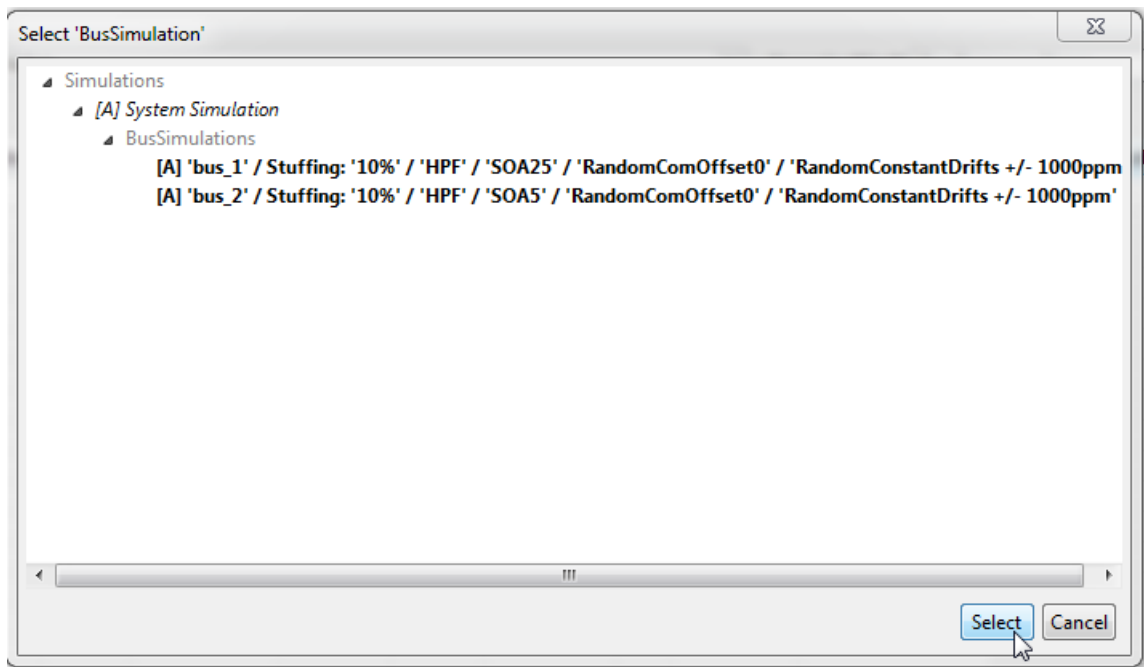 Select 'BusSimulation'
Simulations
[A] System Simulation
BusSimulations
[A] 'bus_1' / Stuffing: '10%' / 'HPF' / 'SOA25' / 'RandomComOffset0' / 'RandomConstantDrifts +/- 1000ppm
[A] 'bus_2' / Stuffing: '10%' / 'HPF' / 'SOA5' / 'RandomComOffset0' / 'RandomConstantDrifts +/- 1000ppm'
Select Cancel